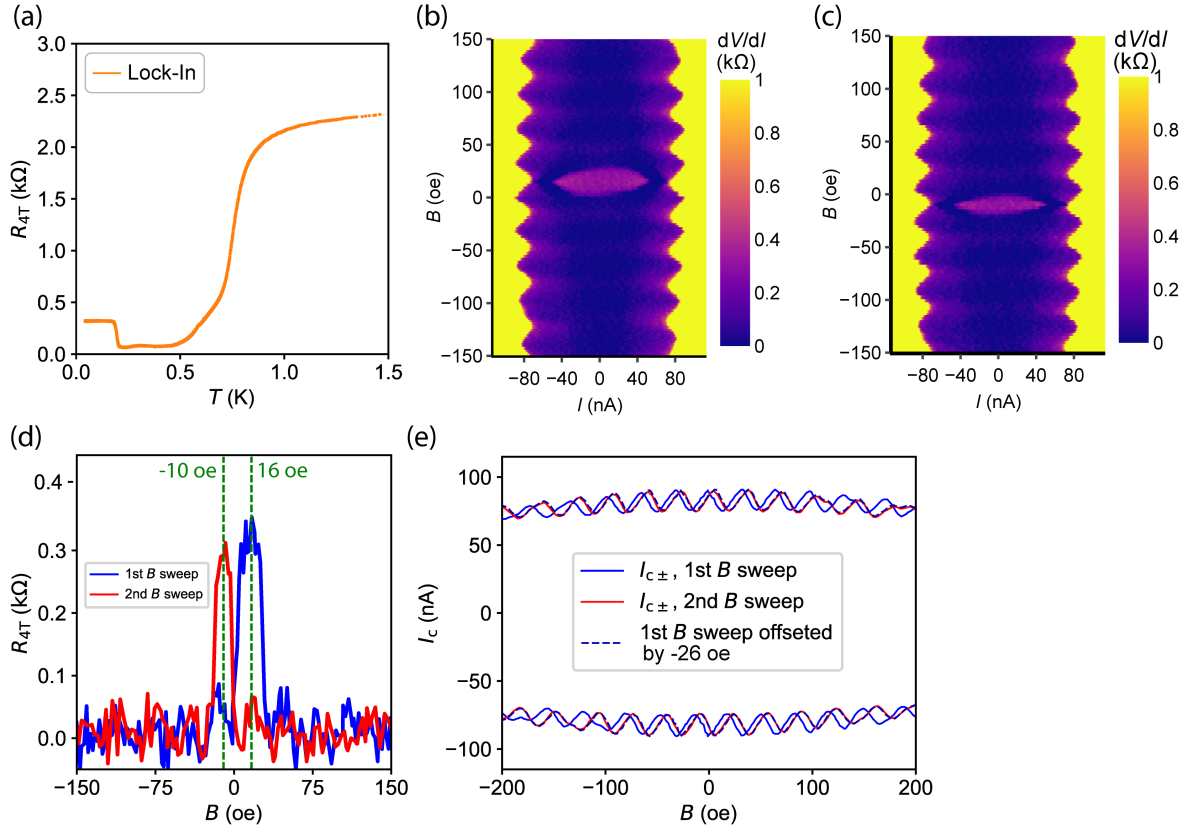 (a)
3.0
2.5
2.0
1.5
1.0
0.5
0.0
R4T (kΩ)
Lock-In
0.0 0.5 1.0 1.5
T (K)
(b)
150
100
50
0
−50
−100
−150
B (oe)
−80 −40 0 40 80
I (nA)
dV/dI
(kΩ)
1
0.8
0.6
0.4
0.2
0
(c)
150
100
50
0
−50
−100
−150
B (oe)
−80 −40 0 40 80
I (nA)
dV/dI
(kΩ)
1
0.8
0.6
0.4
0.2
0
(d)
-10 oe 16 oe
0.4
0.3
0.2
0.1
0.0
R4T (kΩ)
1st B sweep
2nd B sweep
−150 −75 0 75 150
B (oe)
(e)
100
50
0
−50
−100
Ic (nA)
Ic±, 1st B sweep
Ic±, 2nd B sweep
1st B sweep offseted
by -26 oe
−200 −100 0 100 200
B (oe)